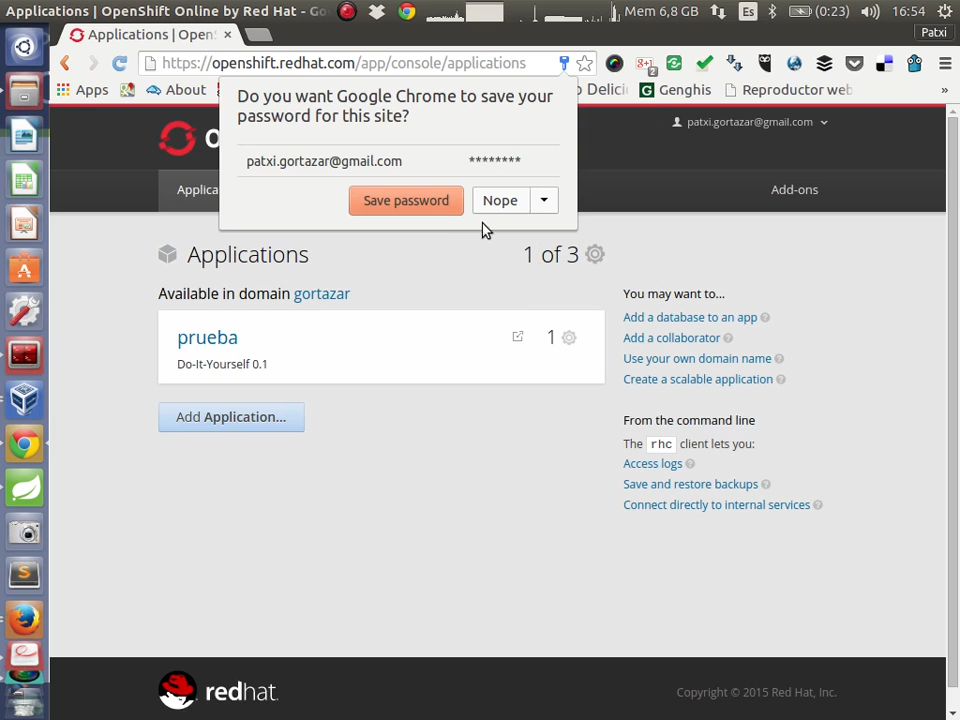 Applications | OpenShift Online by Red Hat - Go
Mem 6,8 GB
Es
(0:23)
16:54
Applications | Open
Patxi
https://openshift.redhat.com/app/console/applications
Apps
About
Delici
Genghis
Reproductor web
Do you want Google Chrome to save your
password for this site?
patxi.gortazar@gmail.com ********
Save password
Nope
O
patxi.gortazar@gmail.com
Applica
Add-ons
Applications
1 of 3
Available in domain gortazar
prueba
1
Do-It-Yourself 0.1
Add Application...
You may want to...
Add a database to an app
Add a collaborator
Use your own domain name
Create a scalable application
From the command line
The rhc client lets you:
Access logs
Save and restore backups
Connect directly to internal services
redhat.
Copyright © 2015 Red Hat, Inc.